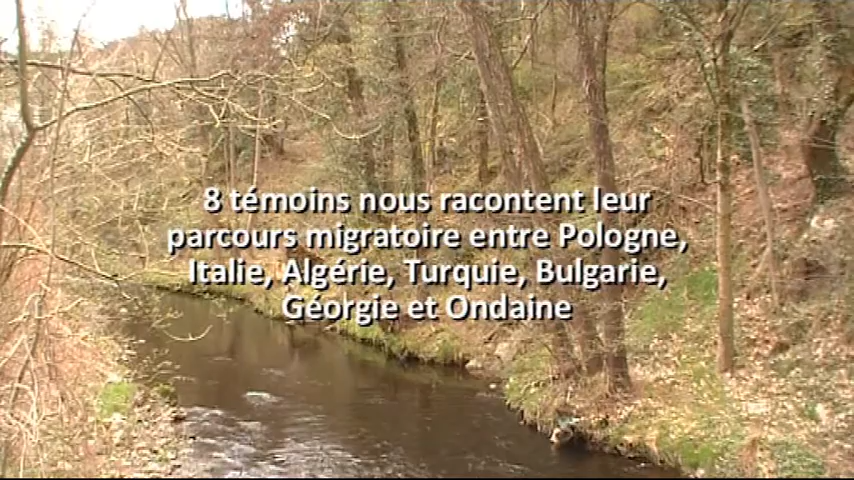 8 témoins nous racontent leur
parcours migratoire entre Pologne,
Italie, Algérie, Turquie, Bulgarie,
Géorgie et Ondaine